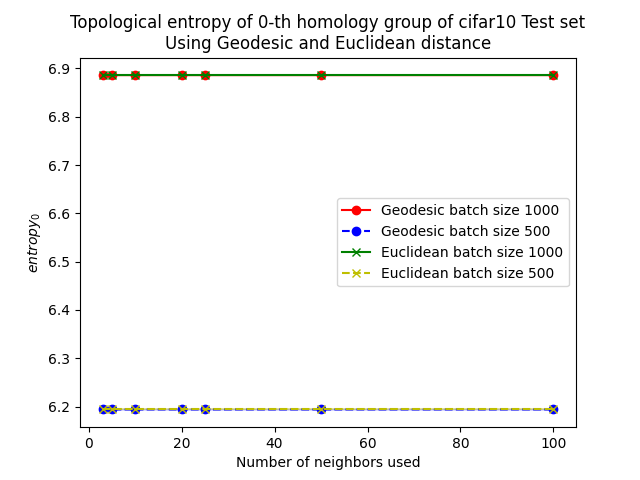 Topological entropy of 0-th homology group of cifar10 Test set
Using Geodesic and Euclidean distance
6.9
6.8
6.7
6.6
6.5
6.4
6.3
6.2
entropy₀
Geodesic batch size 1000
Geodesic batch size 500
Euclidean batch size 1000
Euclidean batch size 500
0 20 40 60 80 100
Number of neighbors used